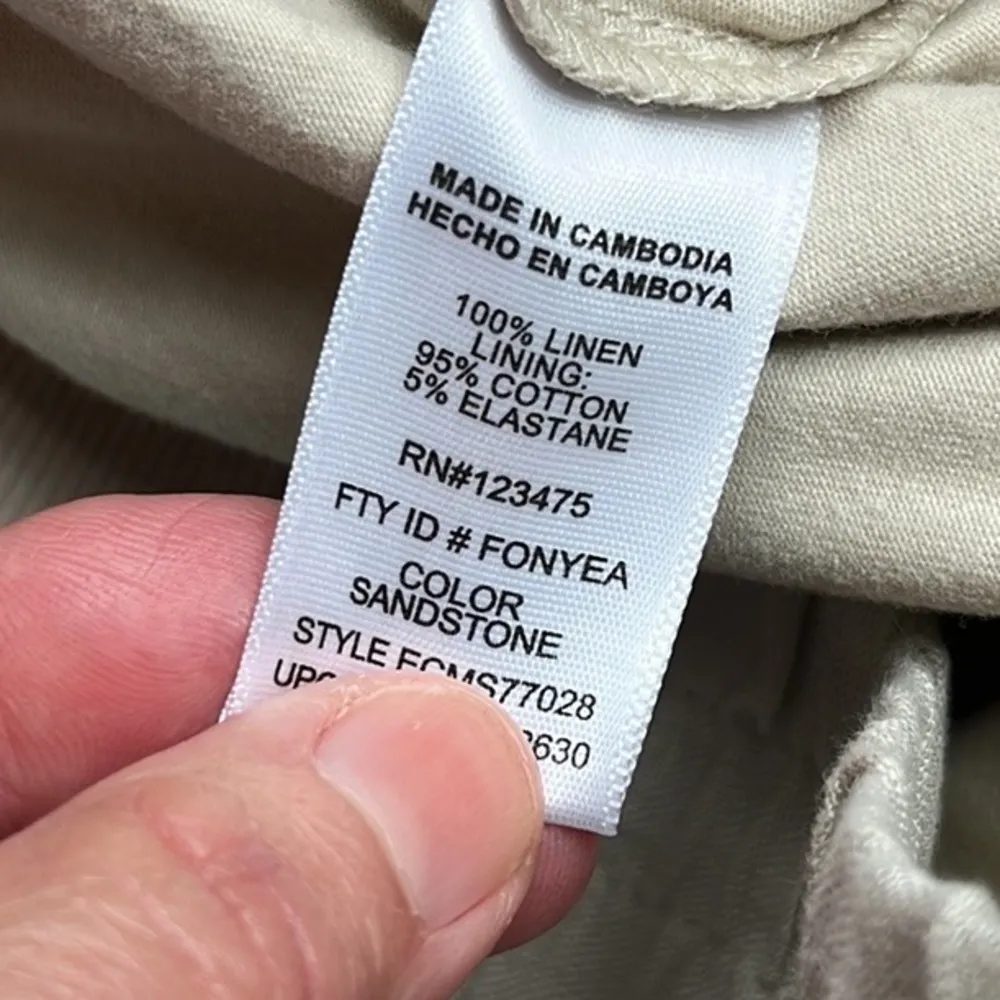 MADE IN CAMBODIA
HECHO EN CAMBOYA
100% LINEN
LINING:
95% COTTON
5% ELASTANE
RN#123475
FTY ID # FONYEA
COLOR
SANDSTONE
STYLE